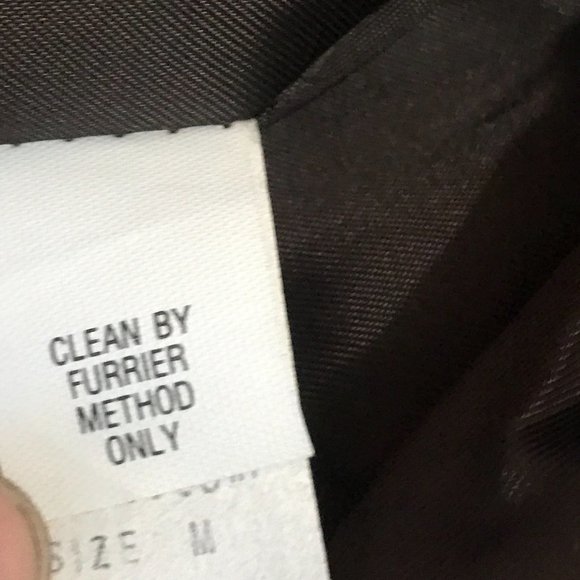 CLEAN BY
FURRIER
METHOD
ONLY
SIZE M